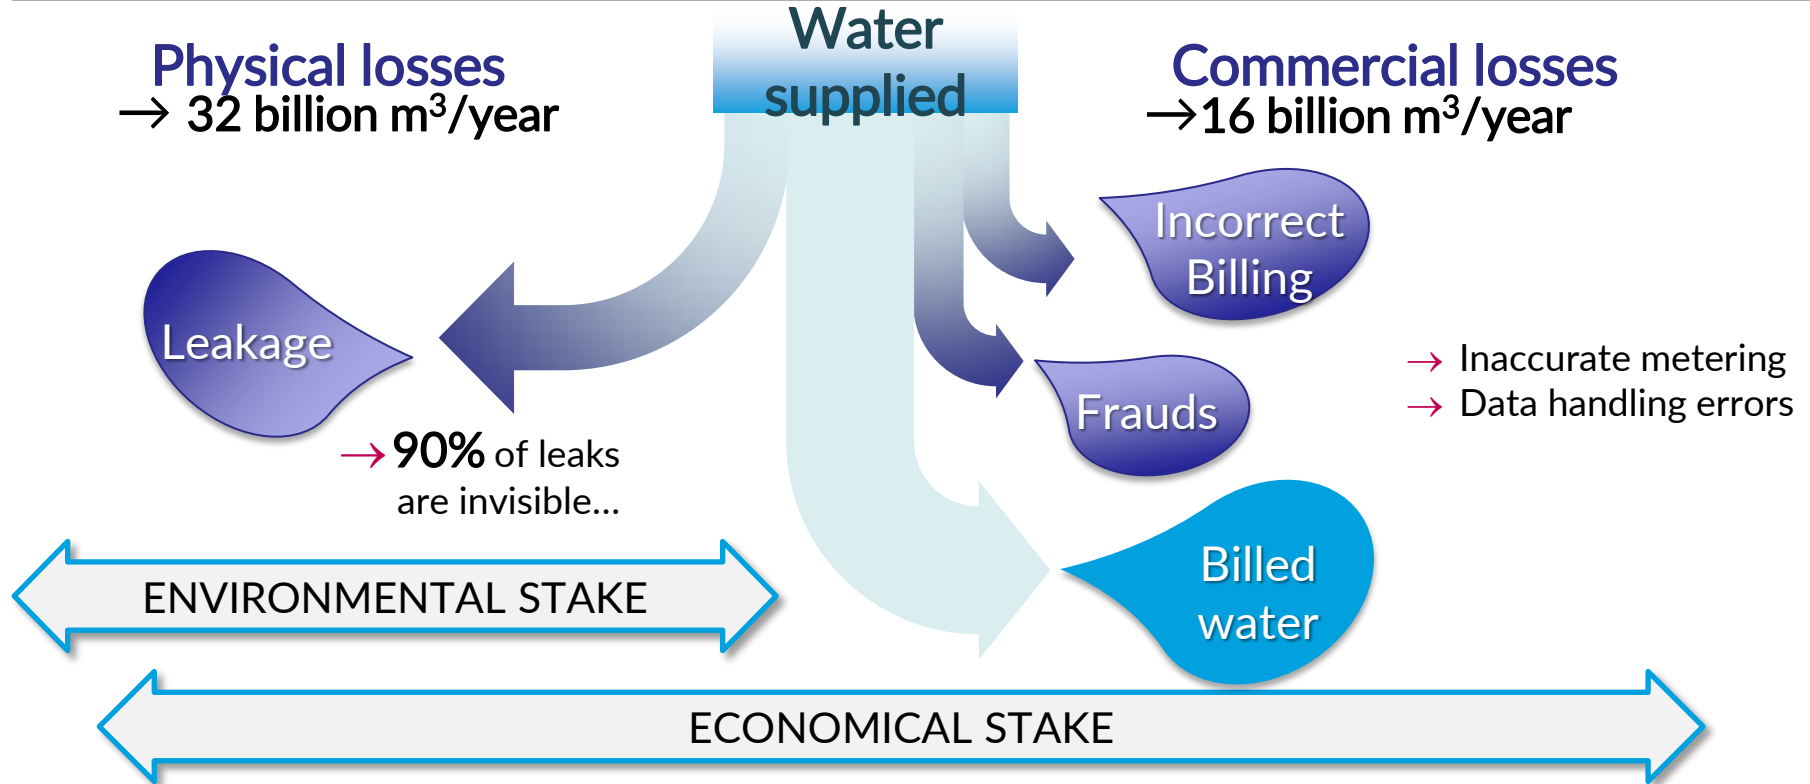 Water
supplied
Physical losses
→ 32 billion m³/year
Commercial losses
→16 billion m³/year
Incorrect
Billing
Leakage
→ Inaccurate metering
→ Data handling errors
Frauds
→ 90% of leaks
are invisible...
Billed
water
ENVIRONMENTAL STAKE
ECONOMICAL STAKE